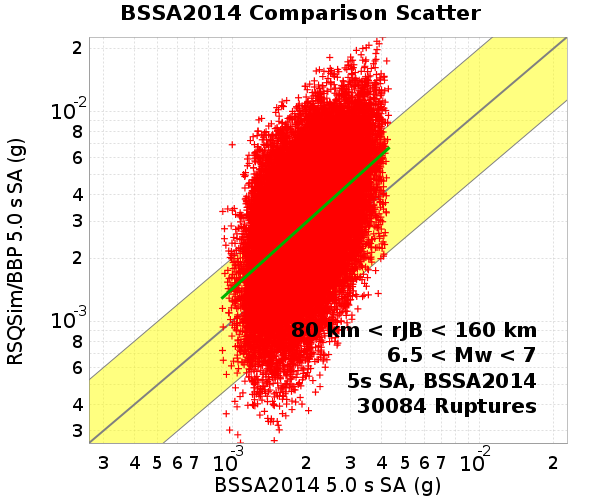 BSSA2014 Comparison Scatter
RSQSim/BBP 5.0 s SA (g)
2
10-2
8
6
4
3
2
10-3
8
6
4
3
80 km < rJB < 160 km
6.5 < Mw < 7
5s SA, BSSA2014
30084 Ruptures
3 4 5 6 7 10-3 2 3 4 5 6 7 10-2 2
BSSA2014 5.0 s SA (g)